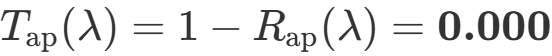 T_ap(λ) = 1 − R_ap(λ) = 0.000